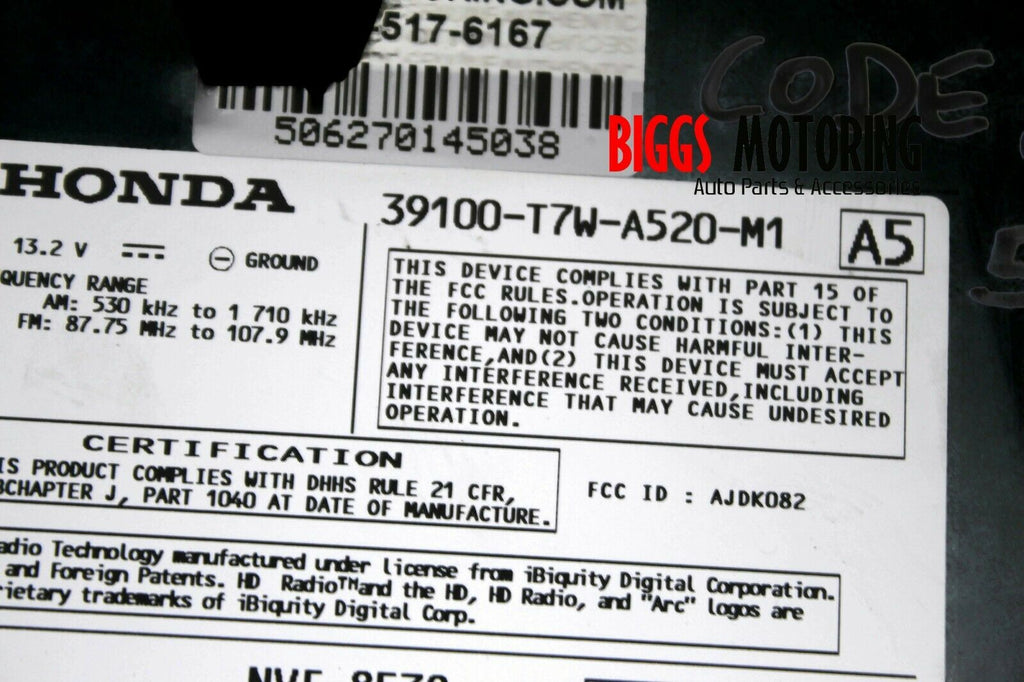 517-6167
506270145038
CODE
BIGGS MOTORING
Auto Parts & Accessories
HONDA
39100-T7W-A520-M1
A5
13.2 V
GROUND
QUENCY RANGE
AM: 530 kHz to 1 710 kHz
FM: 87.75 MHz to 107.9 MHz
THIS DEVICE COMPLIES WITH PART 15 OF
THE FCC RULES.OPERATION IS SUBJECT TO
THE FOLLOWING TWO CONDITIONS:(1) THIS
DEVICE MAY NOT CAUSE HARMFUL INTER-
FERENCE,AND(2) THIS DEVICE MUST ACCEPT
ANY INTERFERENCE RECEIVED,INCLUDING
INTERFERENCE THAT MAY CAUSE UNDESIRED
OPERATION.
CERTIFICATION
IS PRODUCT COMPLIES WITH DHHS RULE 21 CFR,
BCHAPTER J, PART 1040 AT DATE OF MANUFACTURE.
FCC ID : AJDK082
adio Technology manufactured under license from iBiquity Digital Corporation.
and Foreign Patents. HD Radio™and the HD, HD Radio, and "Arc" logos are
rietary trademarks of iBiquity Digital Corp.